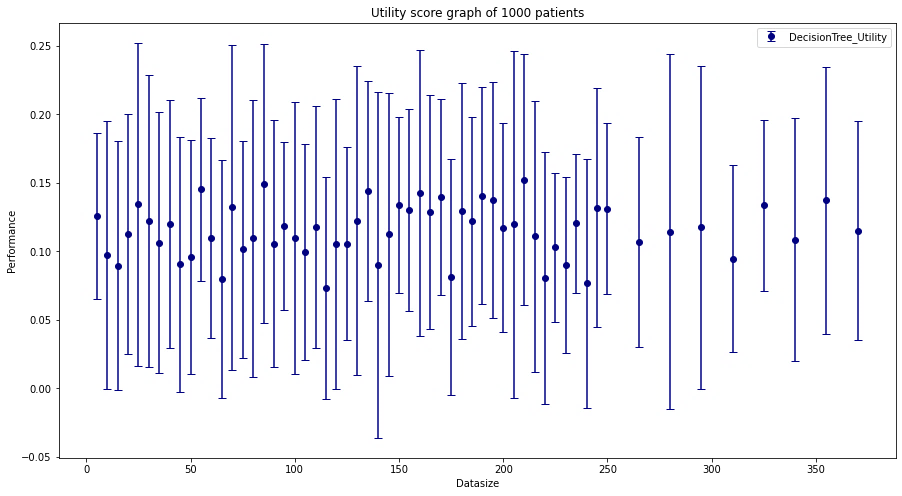 Utility score graph of 1000 patients
DecisionTree_Utility
Performance
0.25
0.20
0.15
0.10
0.05
0.00
−0.05
0 50 100 150 200 250 300 350
Datasize